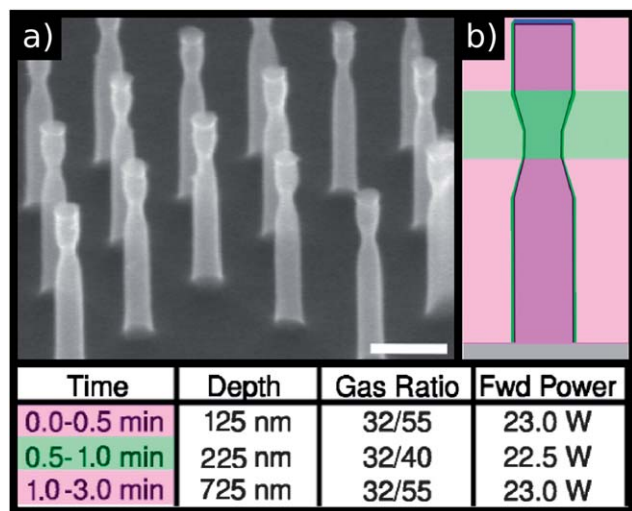 a)
b)
Time Depth Gas Ratio Fwd Power
0.0-0.5 min 125 nm 32/55 23.0 W
0.5-1.0 min 225 nm 32/40 22.5 W
1.0-3.0 min 725 nm 32/55 23.0 W